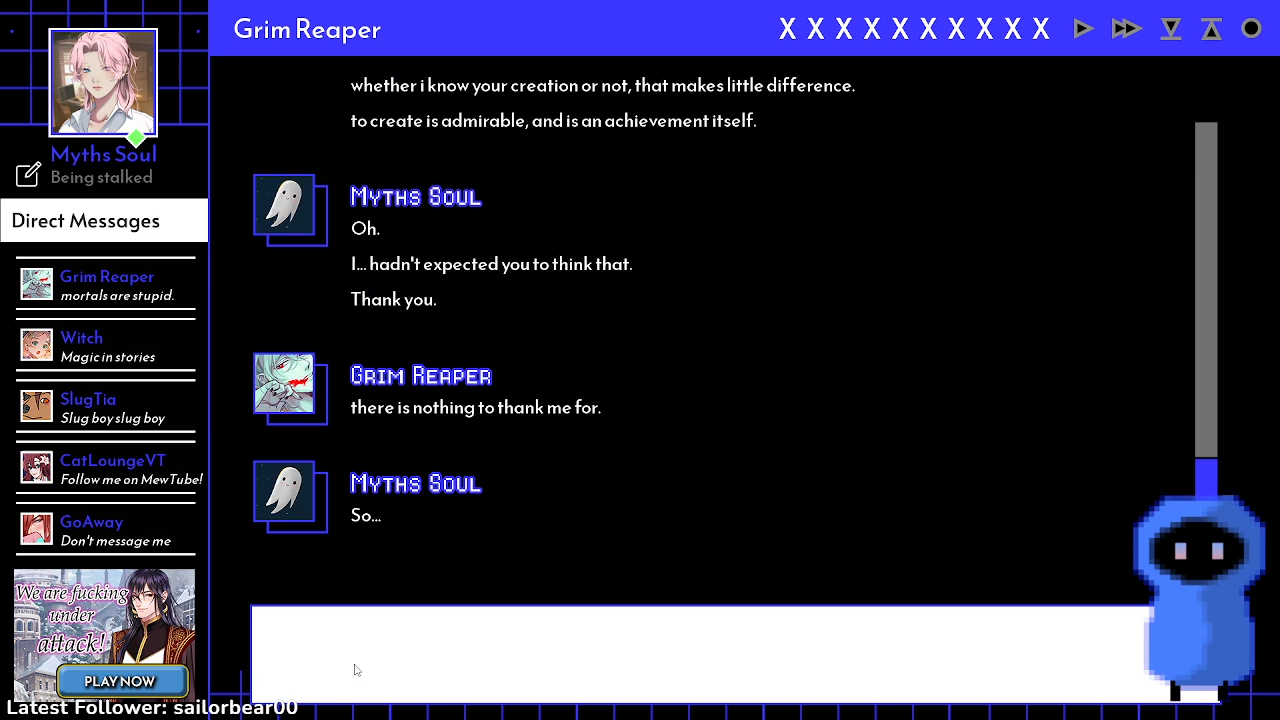 Grim Reaper
X X X X X X X X X X
Myths Soul
Being stalked
Direct Messages
Grim Reaper
mortals are stupid.
Witch
Magic in stories
SlugTia
Slug boy slug boy
CatLoungeVT
Follow me on MewTube!
GoAway
Don't message me
We are fucking
under
attack!
PLAY NOW
Latest Follower: sailorbear00
whether i know your creation or not, that makes little difference.
to create is admirable, and is an achievement itself.
Myths Soul
Oh.
I... hadn't expected you to think that.
Thank you.
Grim Reaper
there is nothing to thank me for.
Myths Soul
So...